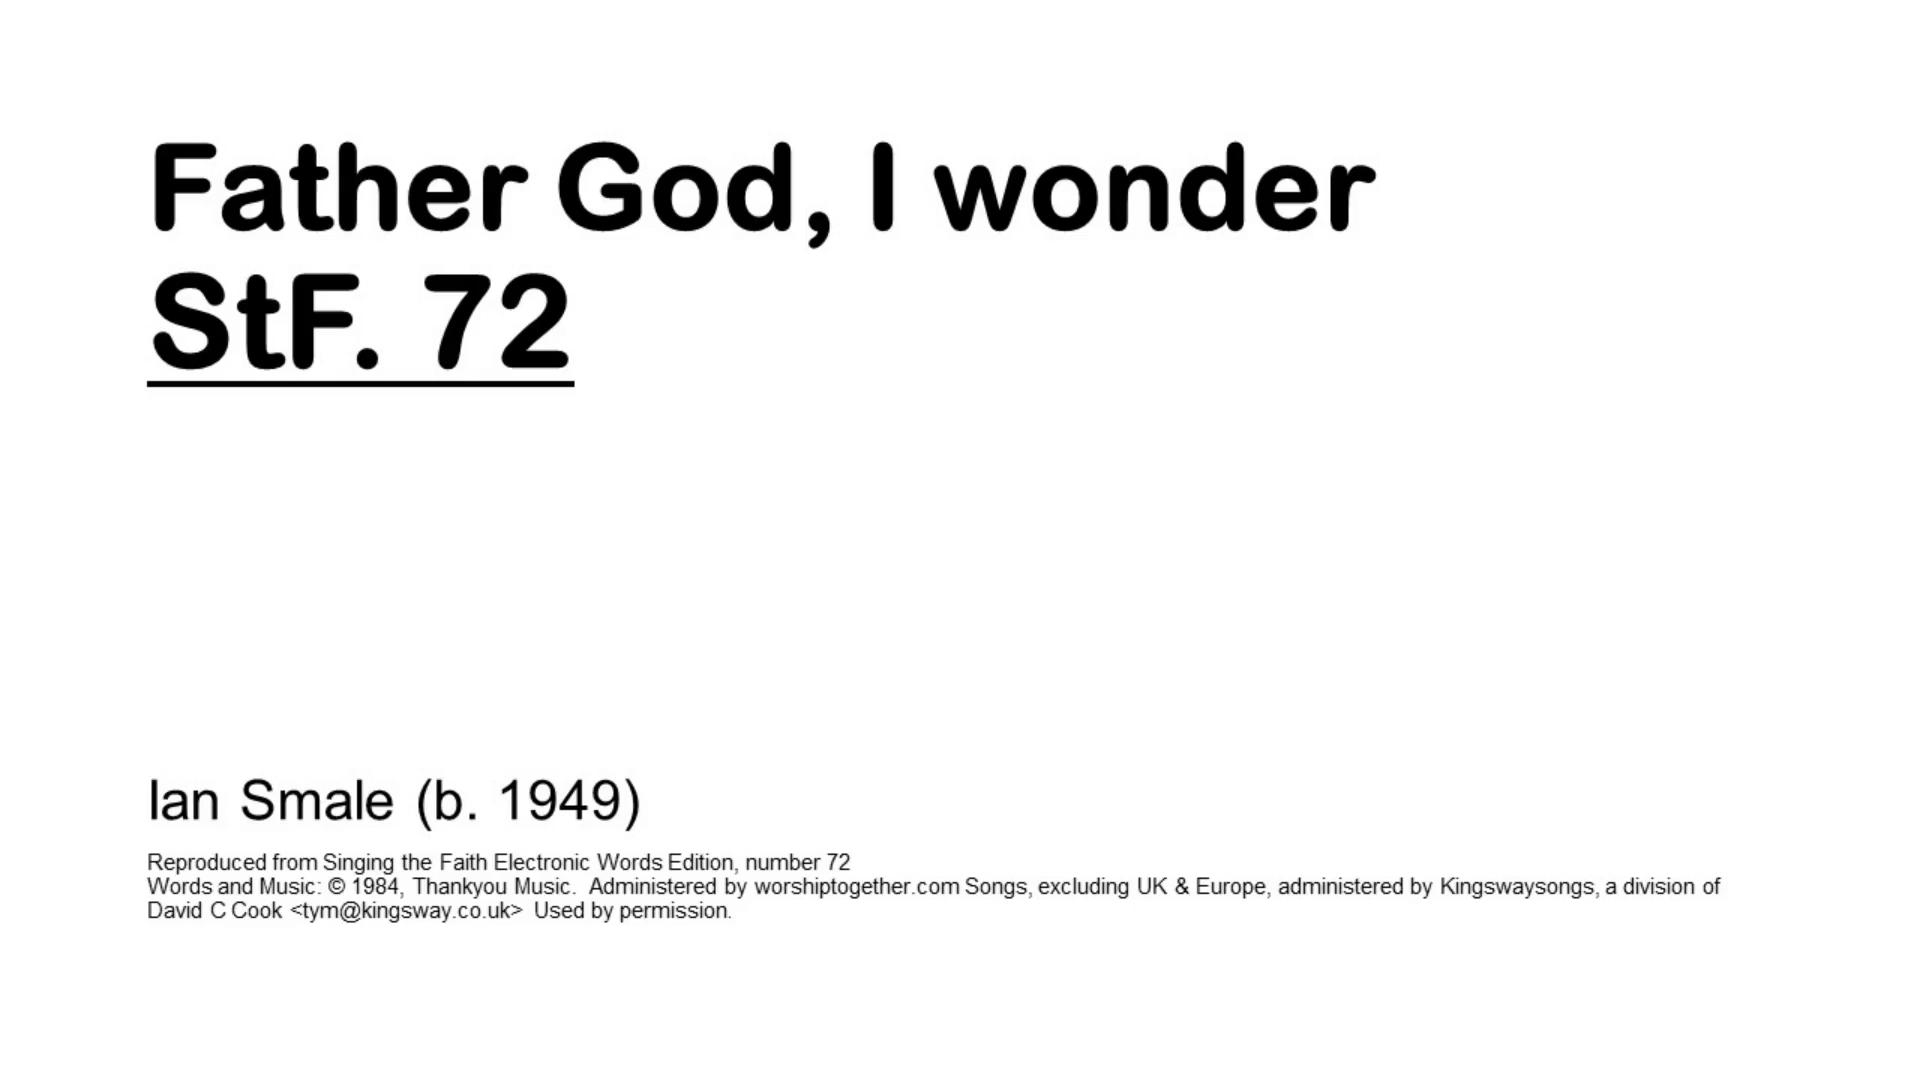 Father God, I wonder
StF. 72
Ian Smale (b. 1949)
Reproduced from Singing the Faith Electronic Words Edition, number 72
Words and Music: © 1984, Thankyou Music.  Administered by worshiptogether.com Songs, excluding UK & Europe, administered by Kingswaysongs, a division of
David C Cook <tym@kingsway.co.uk>  Used by permission.